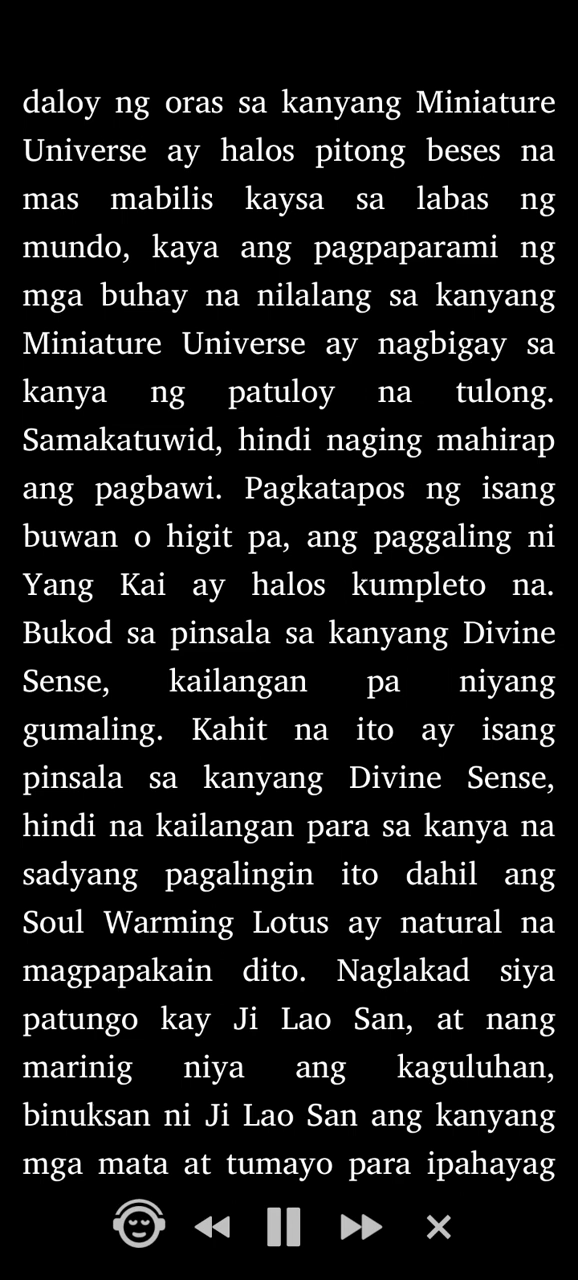 daloy ng oras sa kanyang Miniature
Universe ay halos pitong beses na
mas mabilis kaysa sa labas ng
mundo, kaya ang pagpaparami ng
mga buhay na nilalang sa kanyang
Miniature Universe ay nagbigay sa
kanya ng patuloy na tulong.
Samakatuwid, hindi naging mahirap
ang pagbawi. Pagkatapos ng isang
buwan o higit pa, ang paggaling ni
Yang Kai ay halos kumpleto na.
Bukod sa pinsala sa kanyang Divine
Sense, kailangan pa niyang
gumaling. Kahit na ito ay isang
pinsala sa kanyang Divine Sense,
hindi na kailangan para sa kanya na
sadyang pagalingin ito dahil ang
Soul Warming Lotus ay natural na
magpapakain dito. Naglakad siya
patungo kay Ji Lao San, at nang
marinig niya ang kaguluhan,
binuksan ni Ji Lao San ang kanyang
mga mata at tumayo para ipahayag